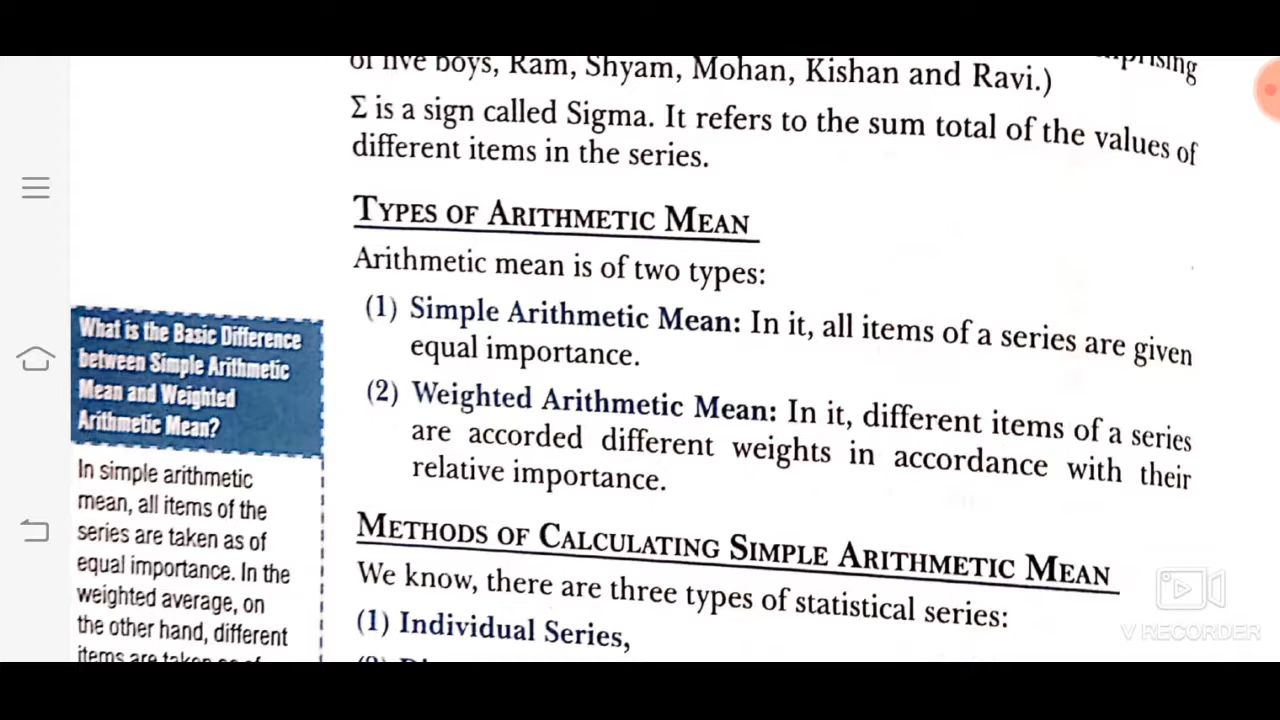 of five boys, Ram, Shyam, Mohan, Kishan and Ravi.)
Σ is a sign called Sigma. It refers to the sum total of the values of
different items in the series.
TYPES OF ARITHMETIC MEAN
Arithmetic mean is of two types:
(1) Simple Arithmetic Mean: In it, all items of a series are given
equal importance.
(2) Weighted Arithmetic Mean: In it, different items of a series
are accorded different weights in accordance with their
relative importance.
METHODS OF CALCULATING SIMPLE ARITHMETIC MEAN
We know, there are three types of statistical series:
(1) Individual Series,
What is the Basic Difference
between Simple Arithmetic
Mean and Weighted
Arithmetic Mean?
In simple arithmetic
mean, all items of the
series are taken as of
equal importance. In the
weighted average, on
the other hand, different
items are taken as of
V RECORDER